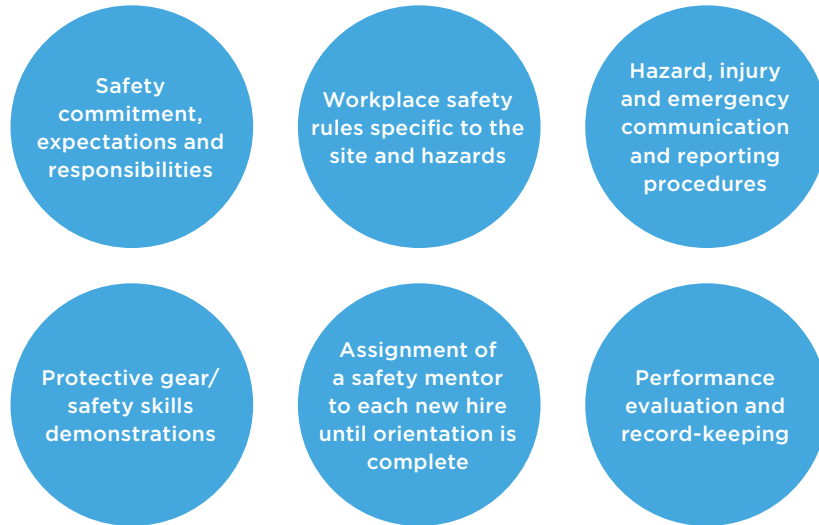 Safety
commitment,
expectations and
responsibilities
Workplace safety
rules specific to the
site and hazards
Hazard, injury
and emergency
communication
and reporting
procedures
Protective gear/
safety skills
demonstrations
Assignment of
a safety mentor
to each new hire
until orientation is
complete
Performance
evaluation and
record-keeping